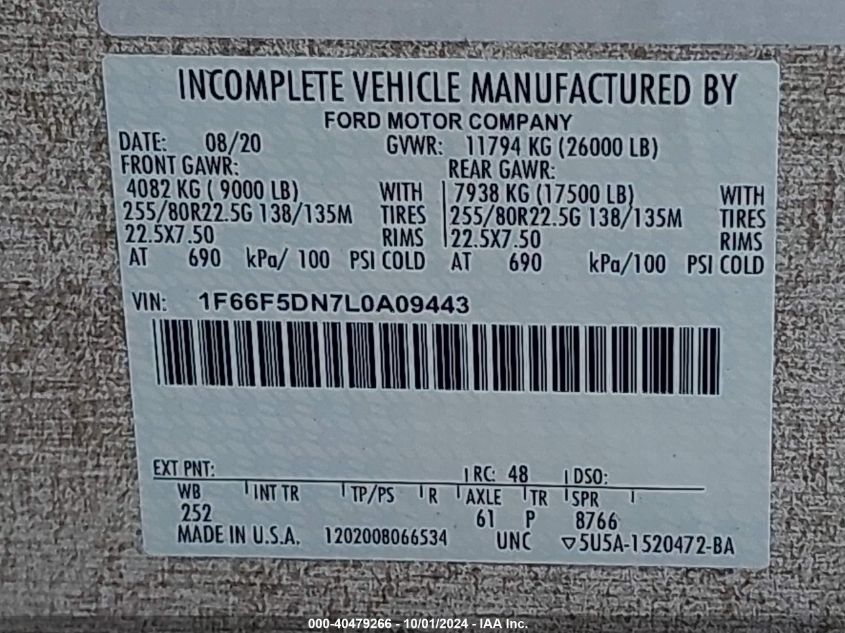 INCOMPLETE VEHICLE MANUFACTURED BY
FORD MOTOR COMPANY
DATE: 08/20 GVWR: 11794 KG (26000 LB)
FRONT GAWR: REAR GAWR:
4082 KG ( 9000 LB) WITH 7938 KG (17500 LB) WITH
255/80R22.5G 138/135M TIRES 255/80R22.5G 138/135M TIRES
22.5X7.50 RIMS 22.5X7.50 RIMS
AT 690 kPa/ 100 PSI COLD AT 690 kPa/100 PSI COLD
VIN: 1F66F5DN7L0A09443
EXT PNT: RC: 48 DSO:
WB INT TR TP/PS R AXLE TR SPR
252 61 P 8766
MADE IN U.S.A. 1202008066534 UNC ▽5U5A-1520472-BA
000-40479266 - 10/01/2024 - IAA Inc.